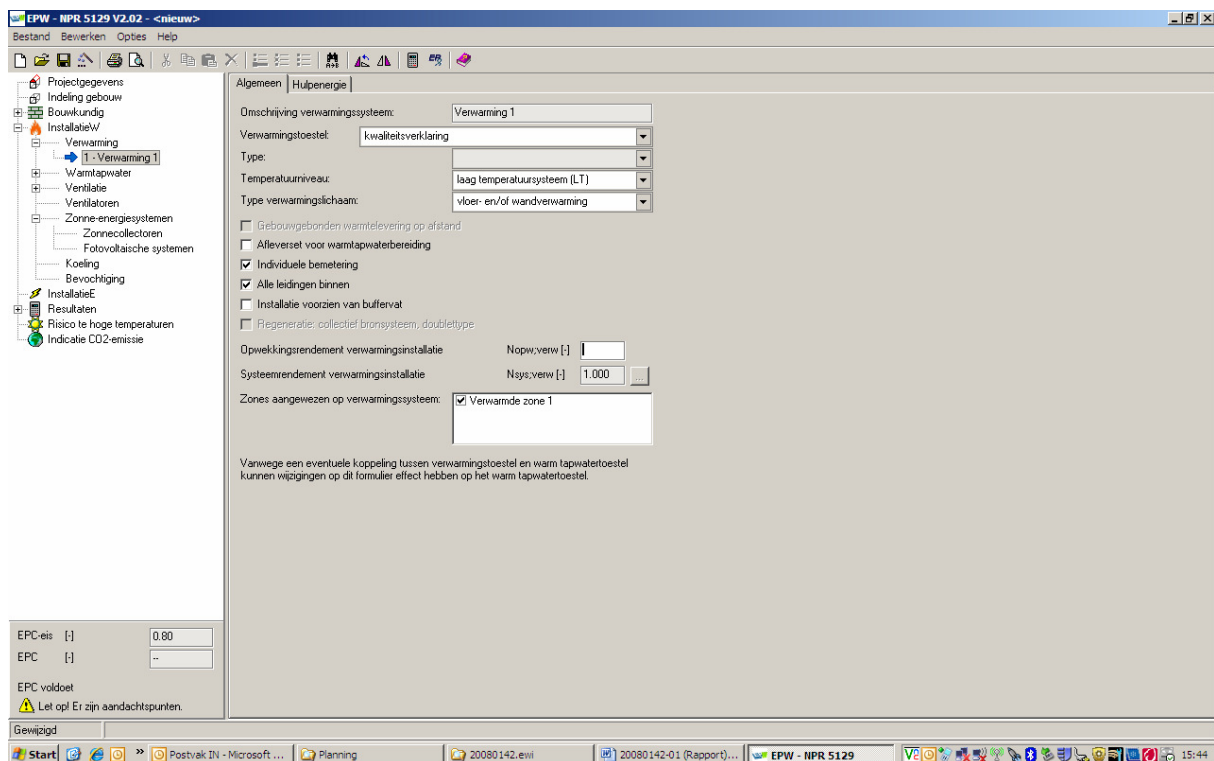 EPW - NPR 5129 V2.02 - <nieuw>
Bestand Bewerken Opties Help
Projectgegevens
Indeling gebouw
Bouwkundig
InstallatieW
Verwarming
1 - Verwarming 1
Warmtapwater
Ventilatie
Ventilatoren
Zonne-energiesystemen
Zonnecollectoren
Fotovoltaische systemen
Koeling
Bevochtiging
InstallatieE
Resultaten
Risico te hoge temperaturen
Indicatie CO2-emissie
EPC-eis [-] 0.80
EPC [-] --
EPC voldoet
Let op! Er zijn aandachtspunten.
Algemeen Hulpenergie
Omschrijving verwarmingssysteem: Verwarming 1
Verwarmingstoestel: kwaliteitsverklaring
Type:
Temperatuurniveau: laag temperatuursysteem (LT)
Type verwarmingslichaam: vloer- en/of wandverwarming
Gebouwgebonden warmtelevering op afstand
Afleverset voor warmtapwaterbereiding
Individuele bemetering
Alle leidingen binnen
Installatie voorzien van buffervat
Regeneratie: collectief bronsysteem, doublettype
Opwekkingsrendement verwarmingsinstallatie Nopw;verw [-]
Systeemrendement verwarmingsinstallatie Nsys;verw [-] 1.000 ...
Zones aangewezen op verwarmingssysteem: Verwarmde zone 1
Vanwege een eventuele koppeling tussen verwarmingstoestel en warm tapwatertoestel
kunnen wijzigingen op dit formulier effect hebben op het warm tapwatertoestel.
Gewijzigd
Start » Postvak IN - Microsoft ... Planning 20080142.ewi 20080142-01 (Rapport)... EPW - NPR 5129 15:44